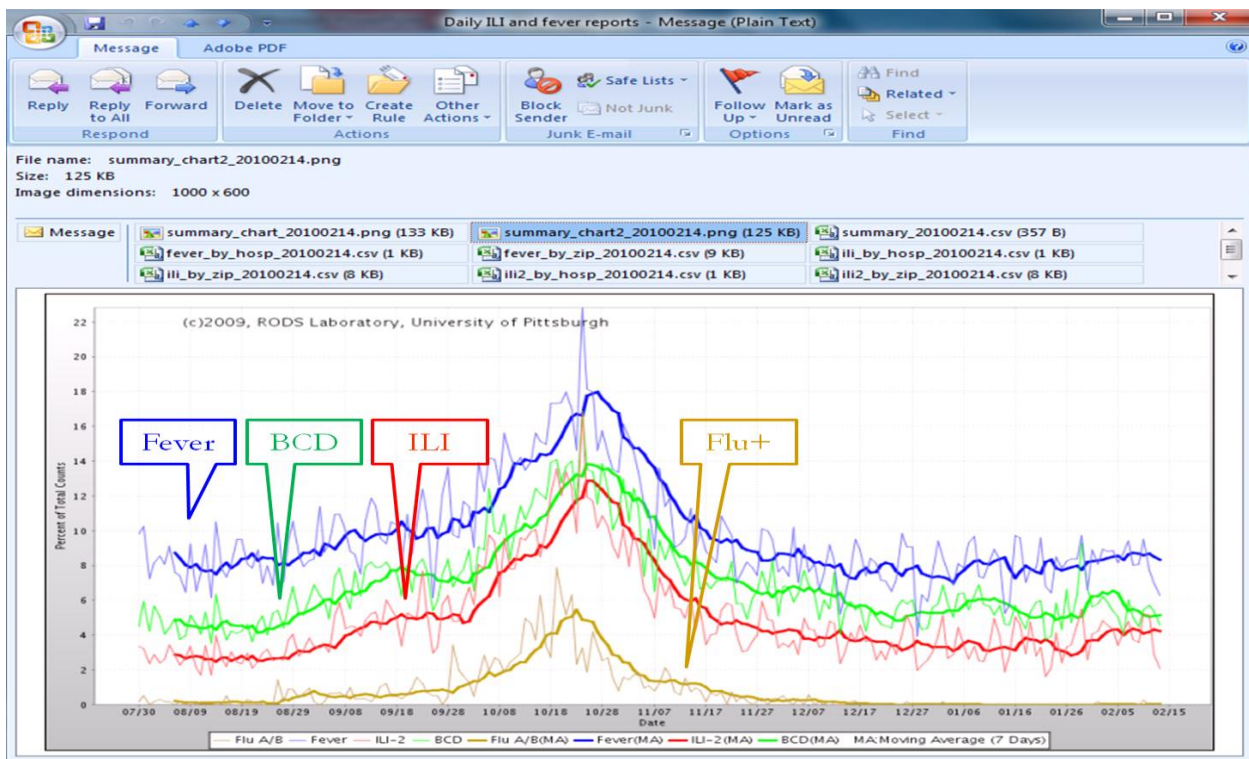 Daily ILI and fever reports - Message (Plain Text)
Message Adobe PDF
Reply Reply to All Forward
Respond
Delete Move to Folder Create Rule Other Actions
Actions
Block Sender Safe Lists Not Junk
Junk E-mail
Follow Up Mark as Unread
Options
Find Related Select
Find
File name: summary_chart2_20100214.png
Size: 125 KB
Image dimensions: 1000 x 600
Message summary_chart_20100214.png (133 KB) summary_chart2_20100214.png (125 KB) summary_20100214.csv (357 B)
fever_by_hosp_20100214.csv (1 KB) fever_by_zip_20100214.csv (9 KB) ili_by_hosp_20100214.csv (1 KB)
ili_by_zip_20100214.csv (8 KB) ili2_by_hosp_20100214.csv (1 KB) ili2_by_zip_20100214.csv (8 KB)
(c)2009, RODS Laboratory, University of Pittsburgh
Percent of Total Counts
22
20
18
16
14
12
10
8
6
4
2
0
Fever BCD ILI Flu+
07/30 08/09 08/19 08/29 09/08 09/18 09/28 10/08 10/18 10/28 11/07 11/17 11/27 12/07 12/17 12/27 01/06 01/16 01/26 02/05 02/15
Date
Flu A/B Fever ILI-2 BCD Flu A/B(MA) Fever(MA) ILI-2(MA) BCD(MA) MA:Moving Average (7 Days)